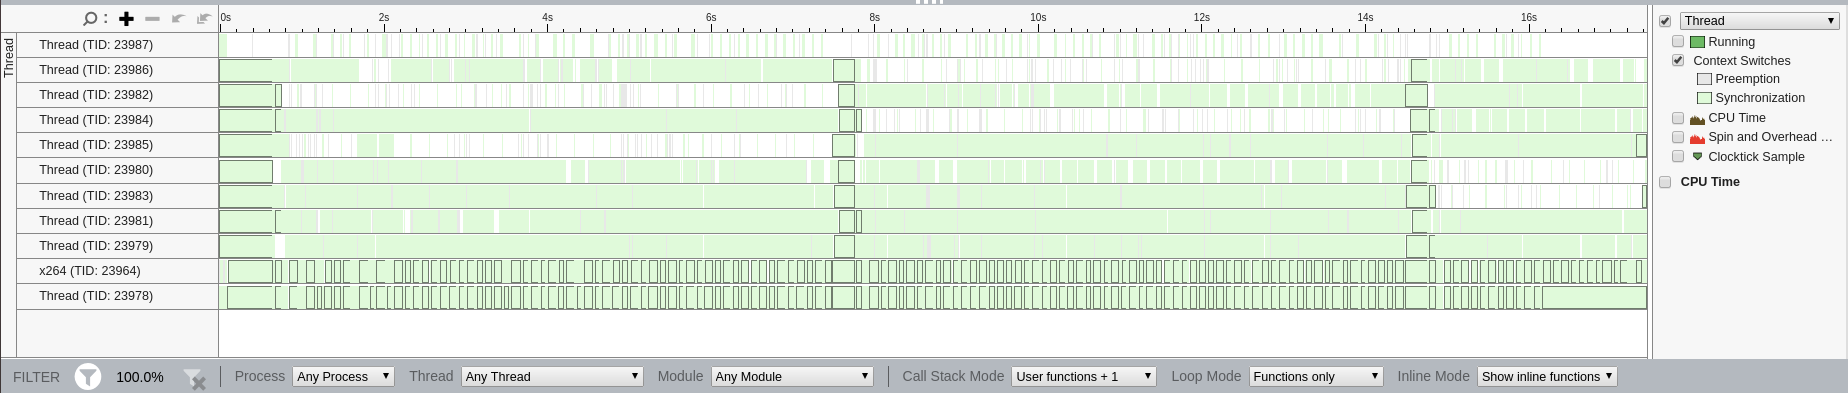 0s 2s 4s 6s 8s 10s 12s 14s 16s
Thread
Thread (TID: 23987)
Thread (TID: 23986)
Thread (TID: 23982)
Thread (TID: 23984)
Thread (TID: 23985)
Thread (TID: 23980)
Thread (TID: 23983)
Thread (TID: 23981)
Thread (TID: 23979)
x264 (TID: 23964)
Thread (TID: 23978)
Thread
Running
Context Switches
Preemption
Synchronization
CPU Time
Spin and Overhead ...
Clocktick Sample
CPU Time
FILTER 100.0% Process Any Process Thread Any Thread Module Any Module Call Stack Mode User functions + 1 Loop Mode Functions only Inline Mode Show inline functions